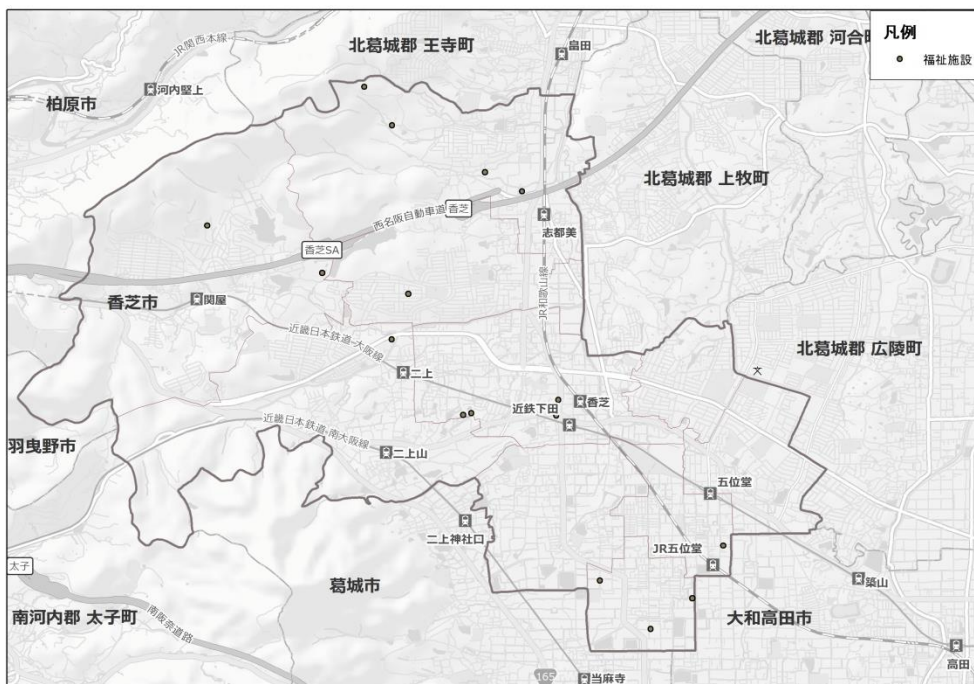 凡例
福祉施設
北葛城郡 王寺町
北葛城郡 河合町
畠田
JR関西本線
河内堅上
柏原市
北葛城郡 上牧町
西名阪自動車道
香芝
志都美
香芝SA
JR和歌山線
香芝市
関屋
近畿日本鉄道 大阪線
北葛城郡 広陵町
文
二上
近鉄下田
香芝
近畿日本鉄道 南大阪線
羽曳野市
二上山
五位堂
二上神社口
JR五位堂
太子
葛城市
築山
南河内郡 太子町
南阪奈道路
大和高田市
高田
165
当麻寺